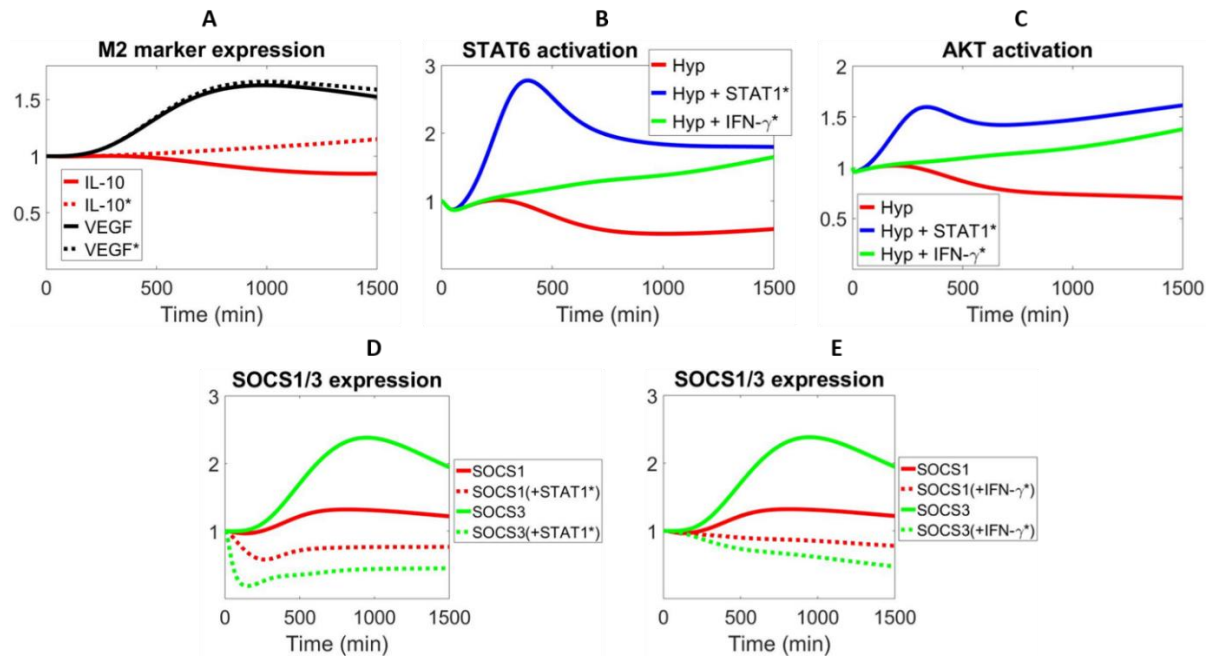 A
M2 marker expression
1.5
1
0.5
IL-10
IL-10*
VEGF
VEGF*
0
500
1000
1500
Time (min)
B
STAT6 activation
3
2
1
0
Hyp
Hyp + STAT1*
Hyp + IFN-γ*
0
500
1000
1500
Time (min)
C
AKT activation
2
1.5
1
0.5
Hyp
Hyp + STAT1*
Hyp + IFN-γ*
0
500
1000
1500
Time (min)
D
SOCS1/3 expression
3
2
1
SOCS1
SOCS1(+STAT1*)
SOCS3
SOCS3(+STAT1*)
0
500
1000
1500
Time (min)
E
SOCS1/3 expression
3
2
1
SOCS1
SOCS1(+IFN-γ*)
SOCS3
SOCS3(+IFN-γ*)
0
500
1000
1500
Time (min)